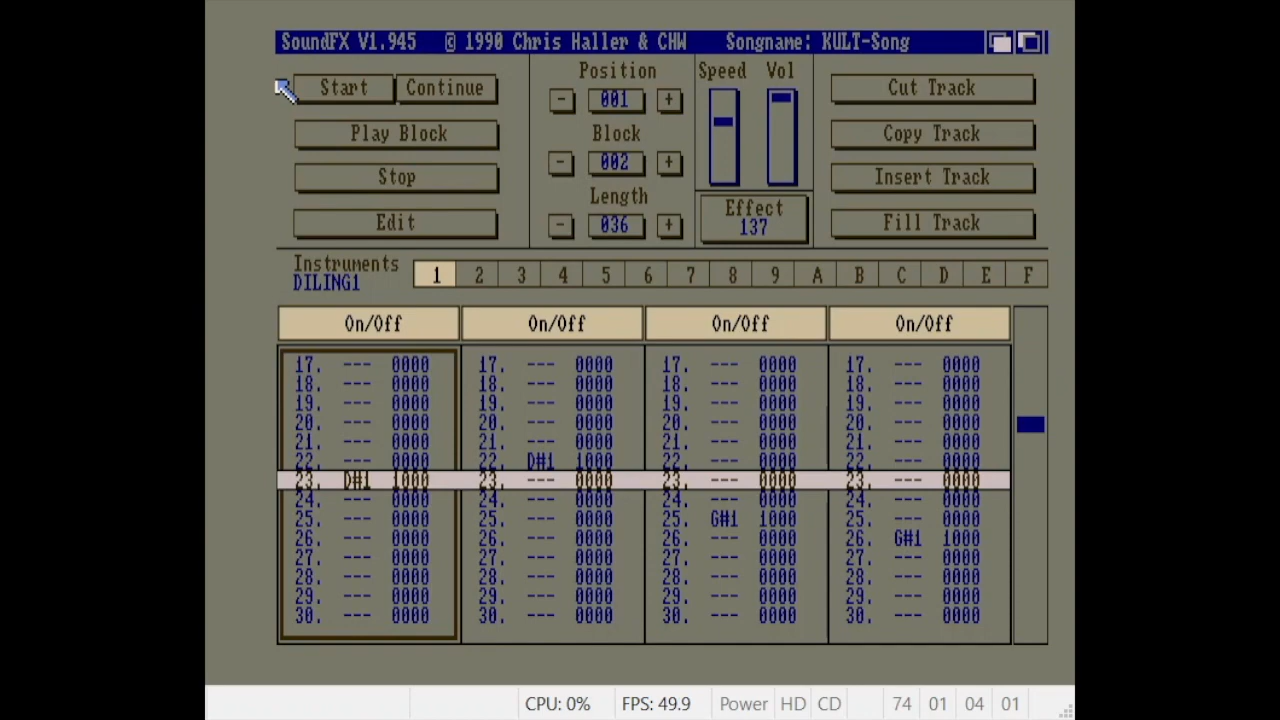 SoundFX V1.945 © 1990 Chris Haller & CHW Songname: KULT-Song
Start Continue
Play Block
Stop
Edit
Position
- 001 +
Block
- 002 +
Length
- 036 +
Speed Vol
Effect
137
Cut Track
Copy Track
Insert Track
Fill Track
Instruments
DILING1
1 2 3 4 5 6 7 8 9 A B C D E F
On/Off On/Off On/Off On/Off
17. --- 0000 17. --- 0000 17. --- 0000 17. --- 0000
18. --- 0000 18. --- 0000 18. --- 0000 18. --- 0000
19. --- 0000 19. --- 0000 19. --- 0000 19. --- 0000
20. --- 0000 20. --- 0000 20. --- 0000 20. --- 0000
21. --- 0000 21. --- 0000 21. --- 0000 21. --- 0000
22. --- 0000 22. D#1 1000 22. --- 0000 22. --- 0000
23. D#1 1000 23. --- 0000 23. --- 0000 23. --- 0000
24. --- 0000 24. --- 0000 24. --- 0000 24. --- 0000
25. --- 0000 25. --- 0000 25. G#1 1000 25. --- 0000
26. --- 0000 26. --- 0000 26. --- 0000 26. G#1 1000
27. --- 0000 27. --- 0000 27. --- 0000 27. --- 0000
28. --- 0000 28. --- 0000 28. --- 0000 28. --- 0000
29. --- 0000 29. --- 0000 29. --- 0000 29. --- 0000
30. --- 0000 30. --- 0000 30. --- 0000 30. --- 0000
CPU: 0% FPS: 49.9 Power HD CD 74 01 04 01